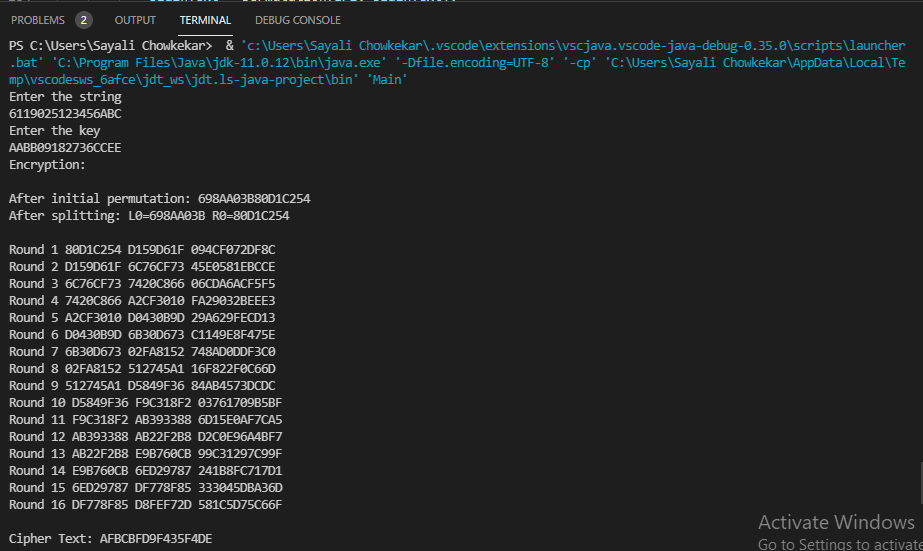 PROBLEMS 2 OUTPUT TERMINAL DEBUG CONSOLE
PS C:\Users\Sayali Chowkekar> & 'c:\Users\Sayali Chowkekar\.vscode\extensions\vscjava.vscode-java-debug-0.35.0\scripts\launcher
.bat' 'C:\Program Files\Java\jdk-11.0.12\bin\java.exe' '-Dfile.encoding=UTF-8' '-cp' 'C:\Users\Sayali Chowkekar\AppData\Local\Te
mp\vscodesws_6afce\jdt_ws\jdt.ls-java-project\bin' 'Main'
Enter the string
6119025123456ABC
Enter the key
AABB09182736CCEE
Encryption:
After initial permutation: 698AA03B80D1C254
After splitting: L0=698AA03B R0=80D1C254
Round 1 80D1C254 D159D61F 094CF072DF8C
Round 2 D159D61F 6C76CF73 45E0581EBCCE
Round 3 6C76CF73 7420C866 06CDA6ACF5F5
Round 4 7420C866 A2CF3010 FA29032BEEE3
Round 5 A2CF3010 D0430B9D 29A629FECD13
Round 6 D0430B9D 6B30D673 C1149E8F475E
Round 7 6B30D673 02FA8152 748AD0DDF3C0
Round 8 02FA8152 512745A1 16F822F0C66D
Round 9 512745A1 D5849F36 84AB4573DCDC
Round 10 D5849F36 F9C318F2 03761709B5BF
Round 11 F9C318F2 AB393388 6D15E0AF7CA5
Round 12 AB393388 AB22F2B8 D2C0E96A4BF7
Round 13 AB22F2B8 E9B760CB 99C31297C99F
Round 14 E9B760CB 6ED29787 241B8FC717D1
Round 15 6ED29787 DF778F85 333045DBA36D
Round 16 DF778F85 D8FEF72D 581C5D75C66F
Cipher Text: AFBCBFD9F435F4DE
Activate Windows
Go to Settings to activate